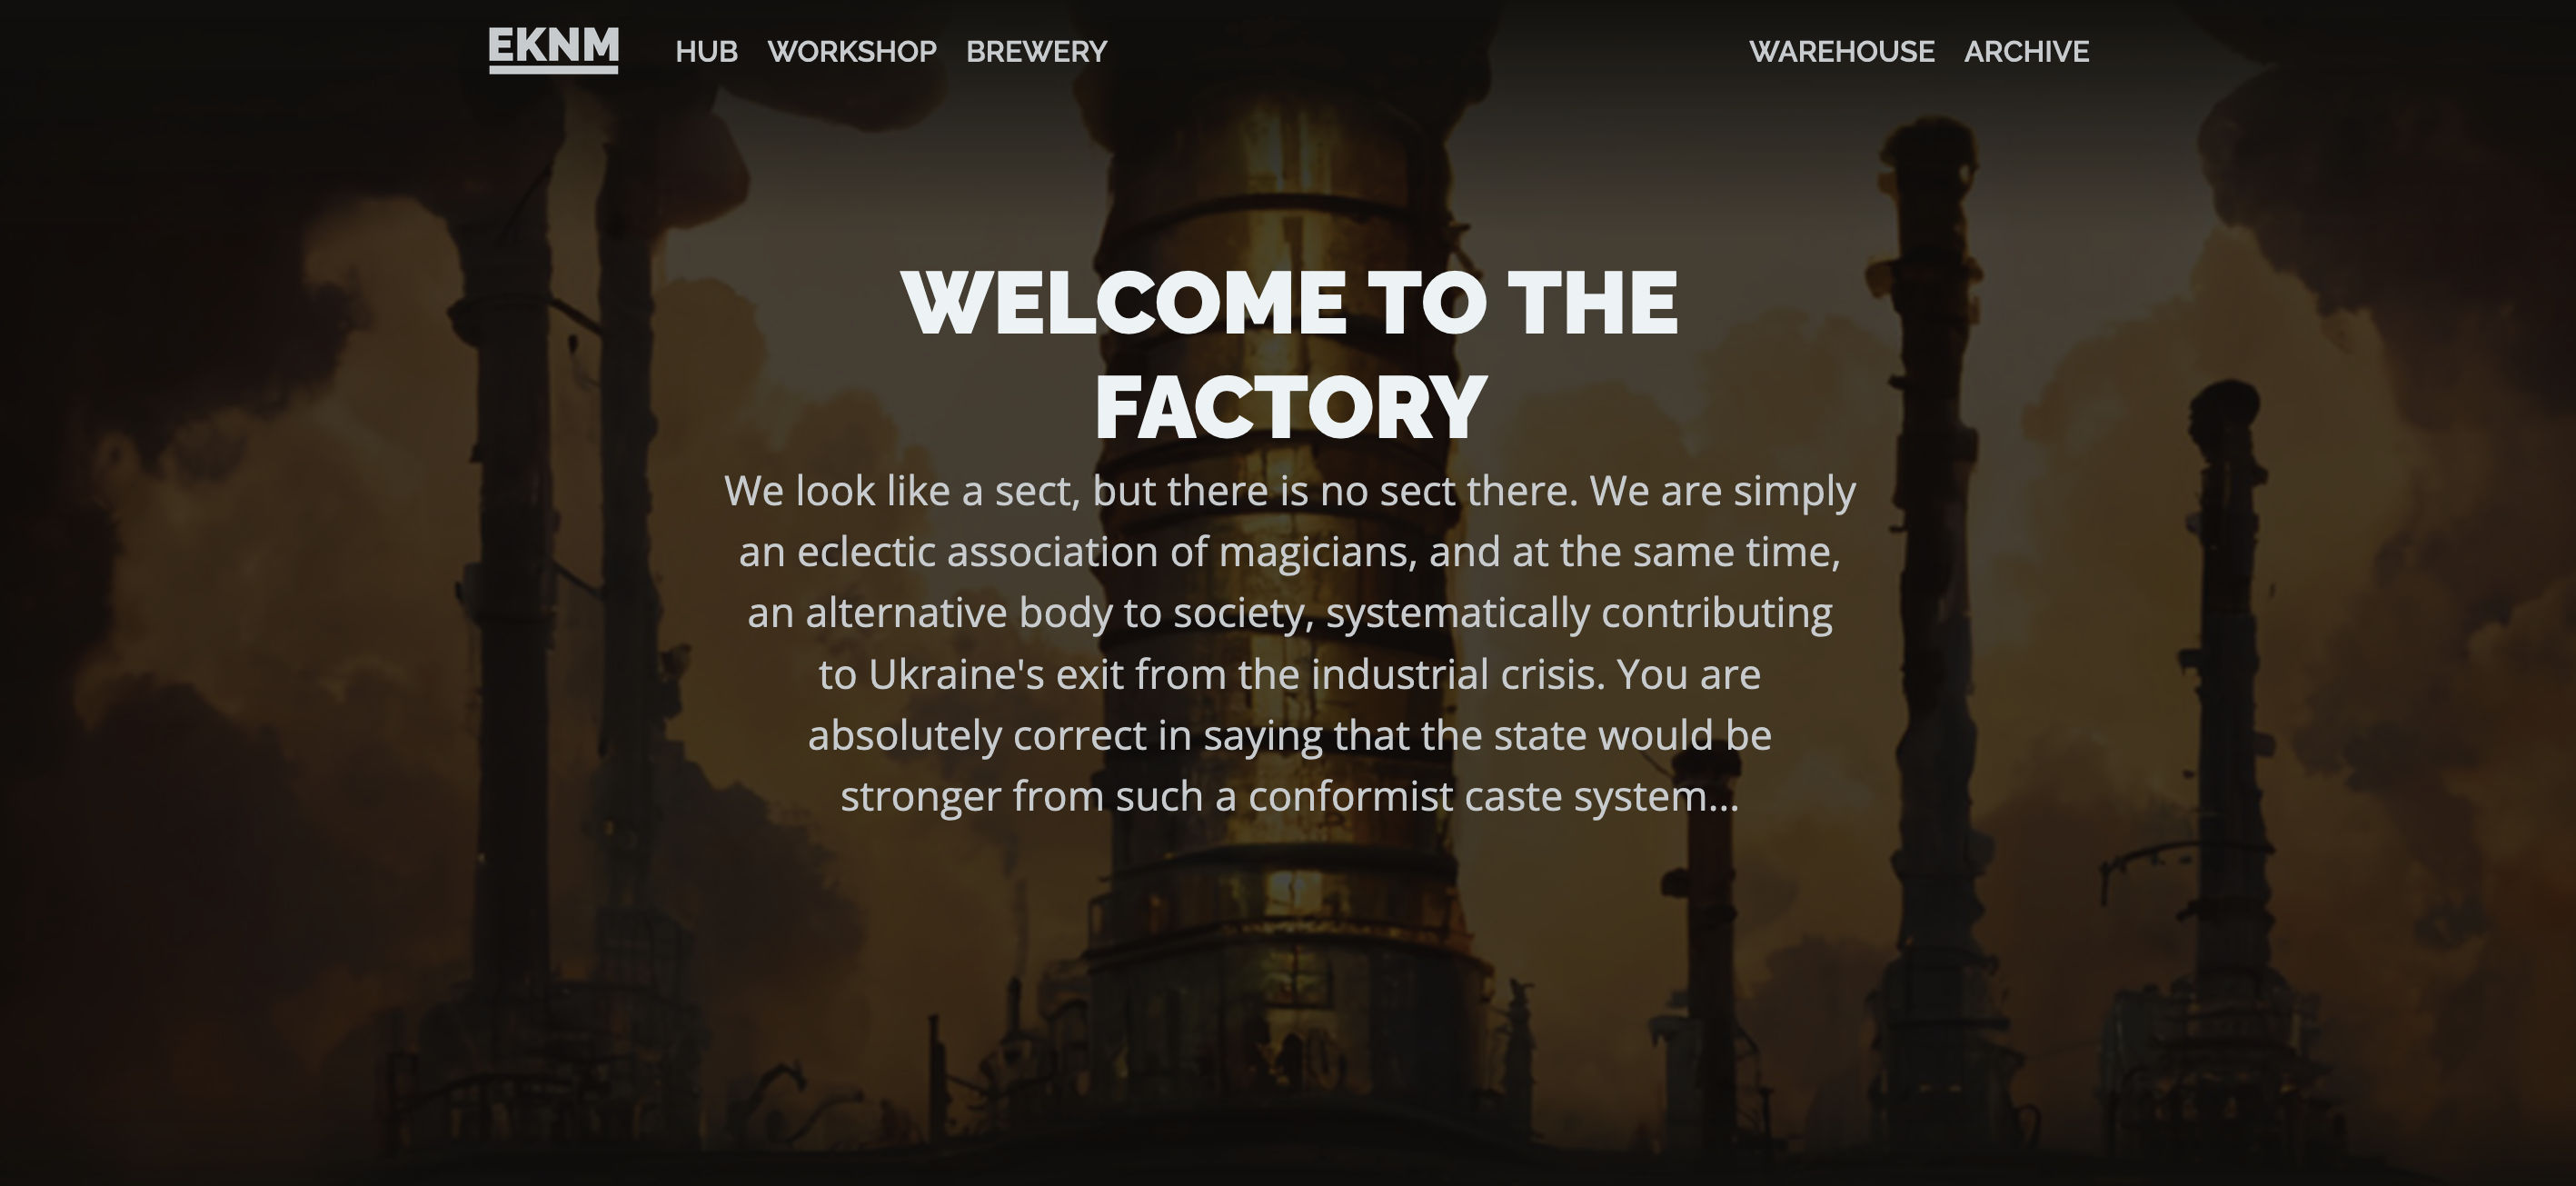 EKNM HUB WORKSHOP BREWERY WAREHOUSE ARCHIVE
WELCOME TO THE
FACTORY
We look like a sect, but there is no sect there. We are simply
an eclectic association of magicians, and at the same time,
an alternative body to society, systematically contributing
to Ukraine's exit from the industrial crisis. You are
absolutely correct in saying that the state would be
stronger from such a conformist caste system...